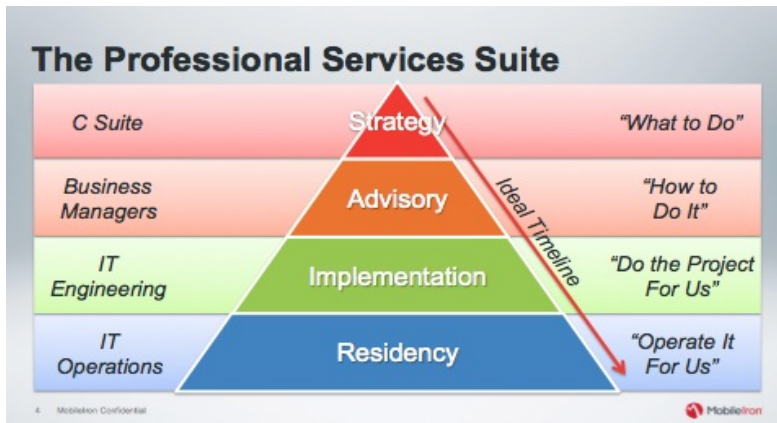 The Professional Services Suite
C Suite
Strategy
“What to Do”
Business
Managers
Advisory
“How to
Do It”
Ideal Timeline
IT
Engineering
Implementation
“Do the Project
For Us”
IT
Operations
Residency
“Operate It
For Us”
4 MobileIron Confidential
MobileIron